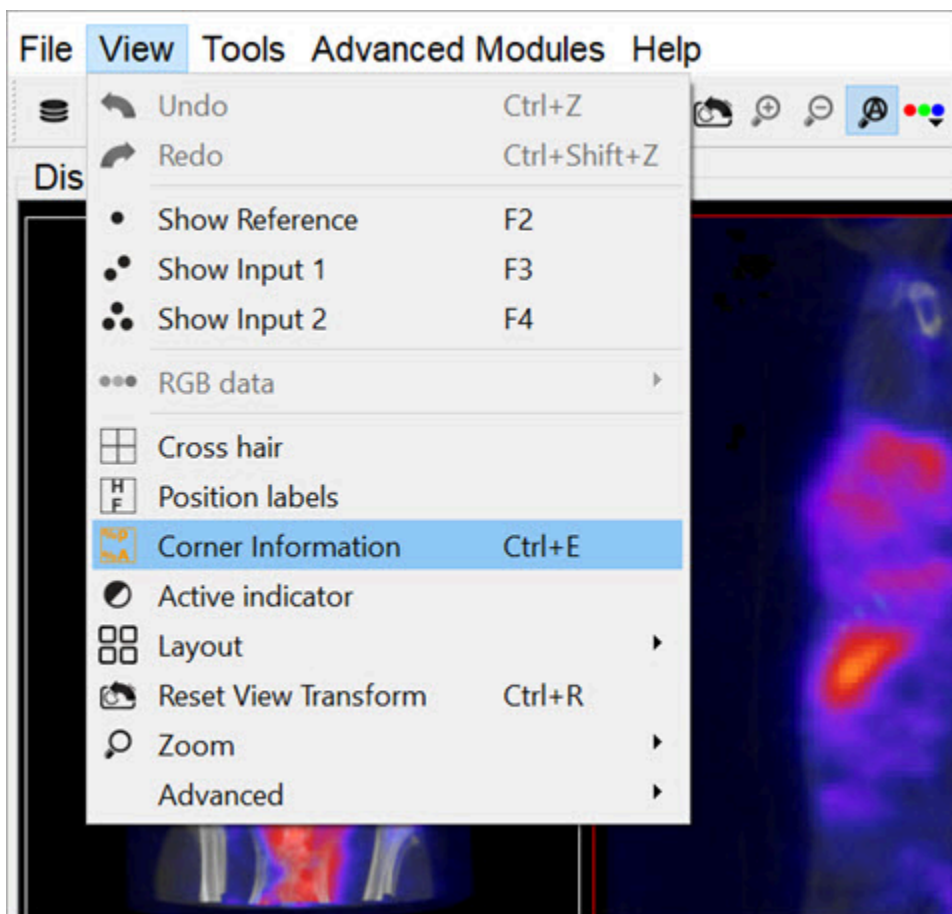 File View Tools Advanced Modules Help
Undo Ctrl+Z
Redo Ctrl+Shift+Z
Dis
Show Reference F2
Show Input 1 F3
Show Input 2 F4
RGB data
Cross hair
H
F
Position labels
Corner Information Ctrl+E
Active indicator
Layout
Reset View Transform Ctrl+R
Zoom
Advanced